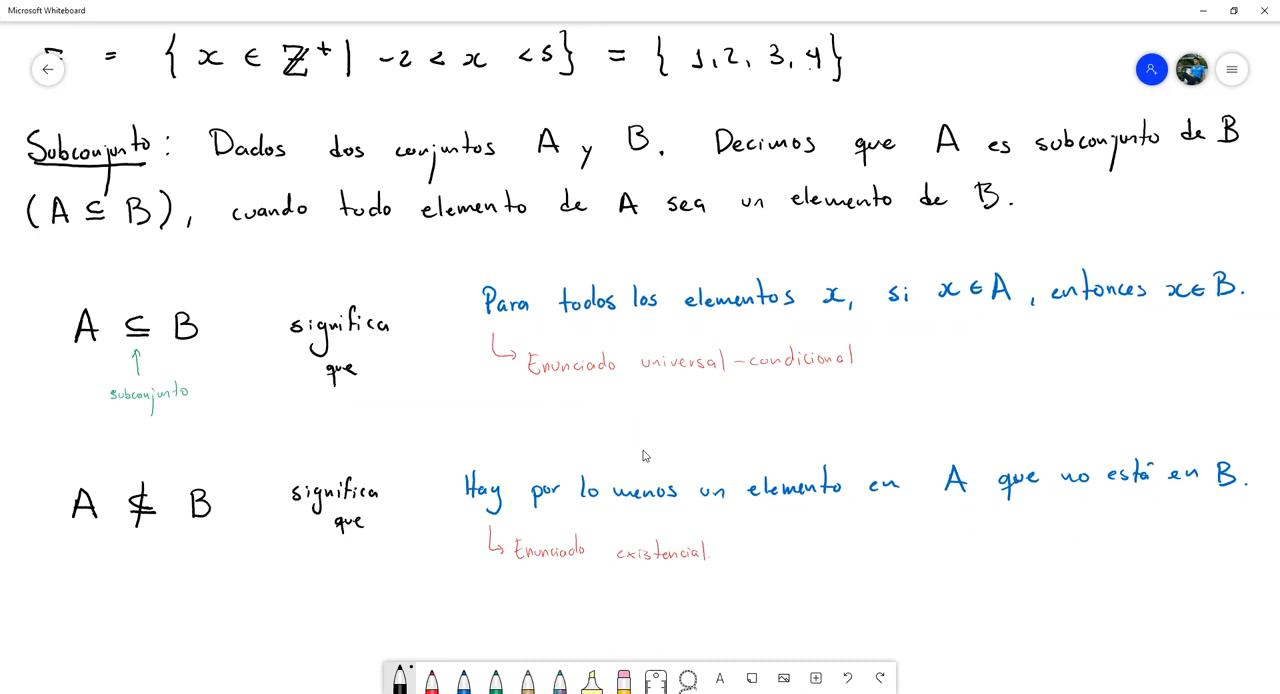 Microsoft Whiteboard
= { x ∈ ℤ⁺ | -2 < x < 5 } = { 1, 2, 3, 4 }
Subconjunto: Dados dos conjuntos A y B. Decimos que A es subconjunto de B
(A ⊆ B), cuando todo elemento de A sea un elemento de B.
A ⊆ B significa que Para todos los elementos x, si x ∈ A, entonces x ∈ B.
↳ Enunciado universal-condicional
↑
subconjunto
A ⊈ B significa que Hay por lo menos un elemento en A que no está en B.
↳ Enunciado existencial.
A